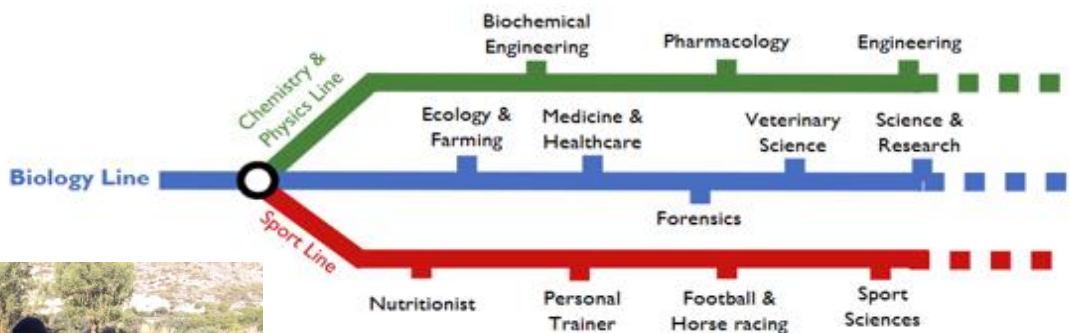 Biochemical
Engineering
Pharmacology
Engineering
Chemistry &
Physics Line
Ecology &
Farming
Medicine &
Healthcare
Veterinary
Science
Science &
Research
Biology Line
Forensics
Sport Line
Nutritionist
Personal
Trainer
Football &
Horse racing
Sport
Sciences